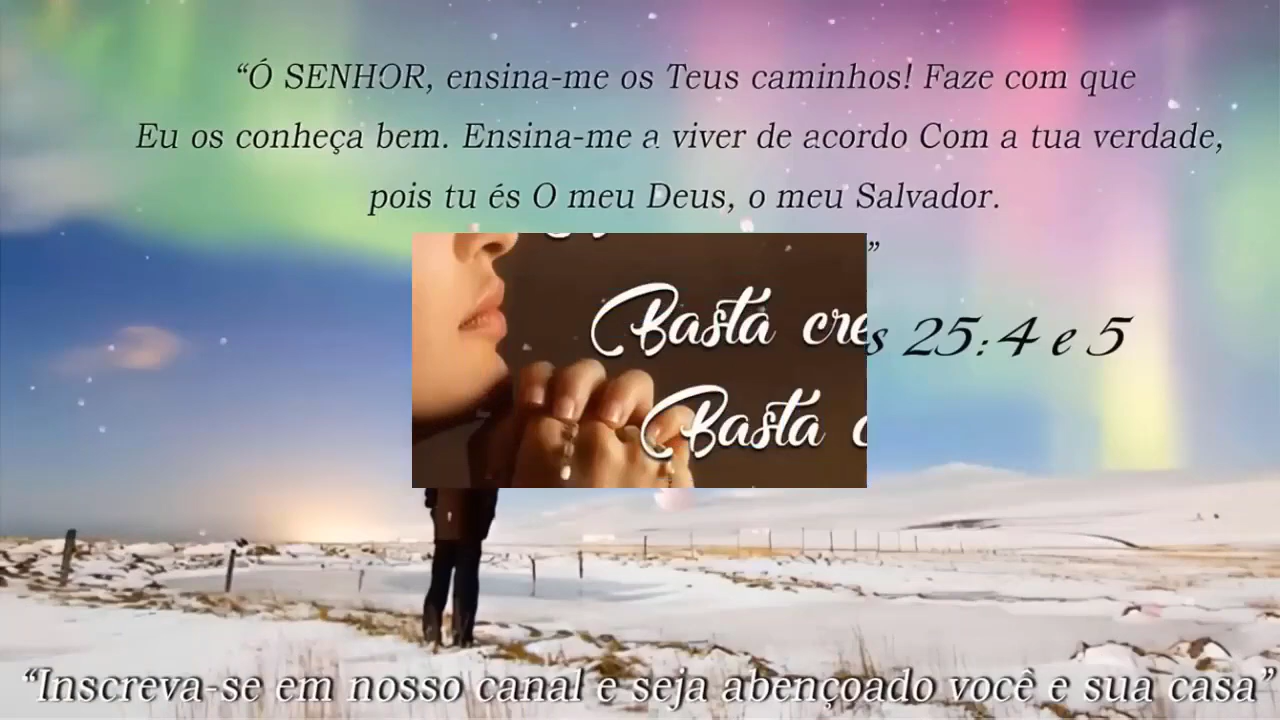 “Ó SENHOR, ensina-me os Teus caminhos! Faze com que
Eu os conheça bem. Ensina-me a viver de acordo Com a tua verdade,
pois tu és O meu Deus, o meu Salvador.
”
Basta cre
s 25:4 e 5
Basta c
“Inscreva-se em nosso canal e seja abençoado você e sua casa”